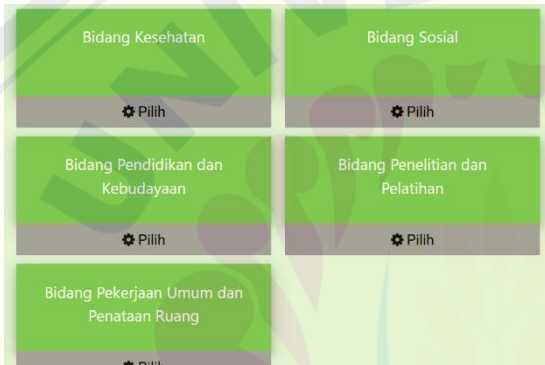 Bidang Kesehatan
Pilih
Bidang Sosial
Pilih
Bidang Pendidikan dan
Kebudayaan
Pilih
Bidang Penelitian dan
Pelatihan
Pilih
Bidang Pekerjaan Umum dan
Penataan Ruang
Pilih